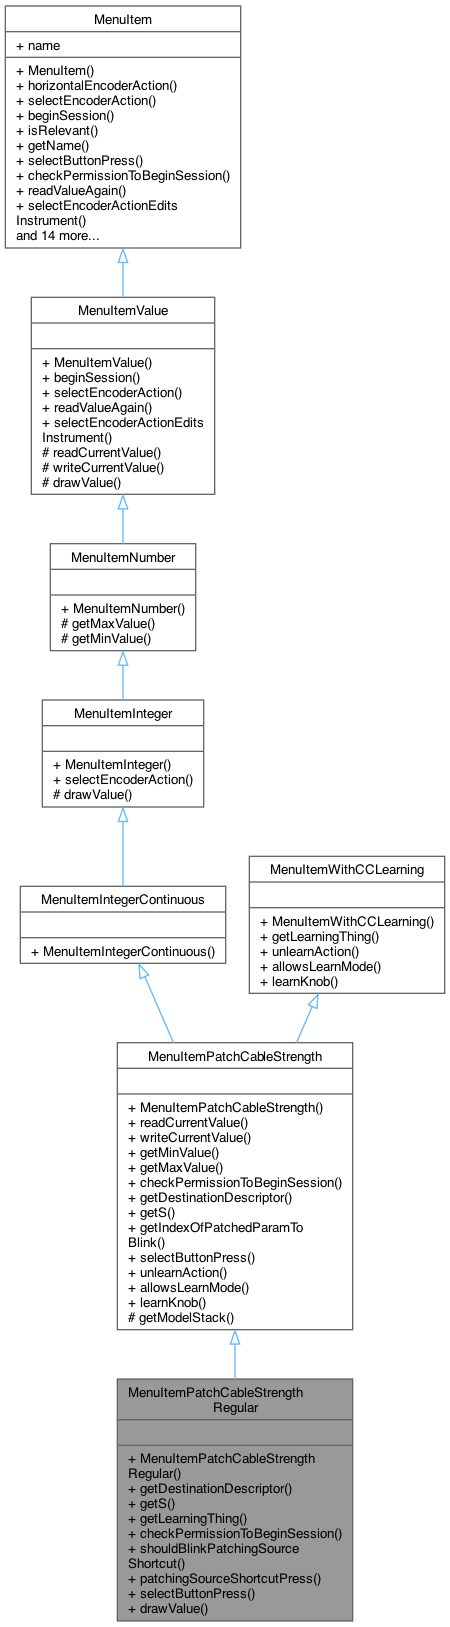 MenuItem
+ name
+ MenuItem()
+ horizontalEncoderAction()
+ selectEncoderAction()
+ beginSession()
+ isRelevant()
+ getName()
+ selectButtonPress()
+ checkPermissionToBeginSession()
+ readValueAgain()
+ selectEncoderActionEdits
Instrument()
and 14 more...
MenuItemValue
+ MenuItemValue()
+ beginSession()
+ selectEncoderAction()
+ readValueAgain()
+ selectEncoderActionEdits
Instrument()
# readCurrentValue()
# writeCurrentValue()
# drawValue()
MenuItemNumber
+ MenuItemNumber()
# getMaxValue()
# getMinValue()
MenuItemInteger
+ MenuItemInteger()
+ selectEncoderAction()
# drawValue()
MenuItemIntegerContinuous
+ MenuItemIntegerContinuous()
MenuItemWithCCLearning
+ MenuItemWithCCLearning()
+ getLearningThing()
+ unlearnAction()
+ allowsLearnMode()
+ learnKnob()
MenuItemPatchCableStrength
+ MenuItemPatchCableStrength()
+ readCurrentValue()
+ writeCurrentValue()
+ getMinValue()
+ getMaxValue()
+ checkPermissionToBeginSession()
+ getDestinationDescriptor()
+ getS()
+ getIndexOfPatchedParamTo
Blink()
+ selectButtonPress()
+ unlearnAction()
+ allowsLearnMode()
+ learnKnob()
# getModelStack()
MenuItemPatchCableStrength
Regular
+ MenuItemPatchCableStrength
Regular()
+ getDestinationDescriptor()
+ getS()
+ getLearningThing()
+ checkPermissionToBeginSession()
+ shouldBlinkPatchingSource
Shortcut()
+ patchingSourceShortcutPress()
+ selectButtonPress()
+ drawValue()